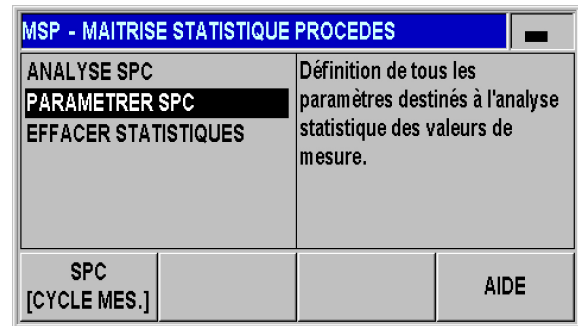 MSP - MAITRISE STATISTIQUE PROCEDES
ANALYSE SPC
PARAMETRER SPC
EFFACER STATISTIQUES
Définition de tous les
paramètres destinés à l'analyse
statistique des valeurs de
mesure.
SPC
[CYCLE MES.]
AIDE